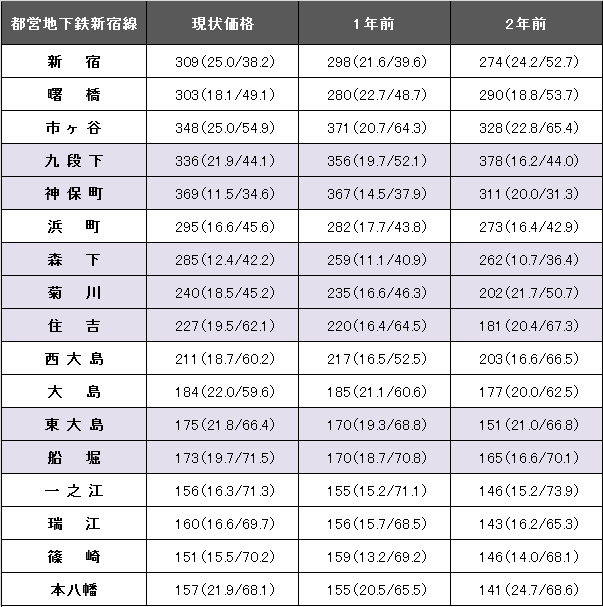 都営地下鉄新宿線 現状価格 1年前 2年前
新宿 309(25.0/38.2) 298(21.6/39.6) 274(24.2/52.7)
曙橋 303(18.1/49.1) 280(22.7/48.7) 290(18.8/53.7)
市ヶ谷 348(25.0/54.9) 371(20.7/64.3) 328(22.8/65.4)
九段下 336(21.9/44.1) 356(19.7/52.1) 378(16.2/44.0)
神保町 369(11.5/34.6) 367(14.5/37.9) 311(20.0/31.3)
浜町 295(16.6/45.6) 282(17.7/43.8) 273(16.4/42.9)
森下 285(12.4/42.2) 259(11.1/40.9) 262(10.7/36.4)
菊川 240(18.5/45.2) 235(16.6/46.3) 202(21.7/50.7)
住吉 227(19.5/62.1) 220(16.4/64.5) 181(20.4/67.3)
西大島 211(18.7/60.2) 217(16.5/52.5) 203(16.6/66.5)
大島 184(22.0/59.6) 185(21.1/60.6) 177(20.0/62.5)
東大島 175(21.8/66.4) 170(19.3/68.8) 151(21.0/66.8)
船堀 173(19.7/71.5) 170(18.7/70.8) 165(16.6/70.1)
一之江 156(16.3/71.3) 155(15.2/71.1) 146(15.2/73.9)
瑞江 160(16.6/69.7) 156(15.7/68.5) 143(16.2/65.3)
篠崎 151(15.5/70.2) 159(13.2/69.2) 146(14.0/68.1)
本八幡 157(21.9/68.1) 155(20.5/65.5) 141(24.7/68.6)